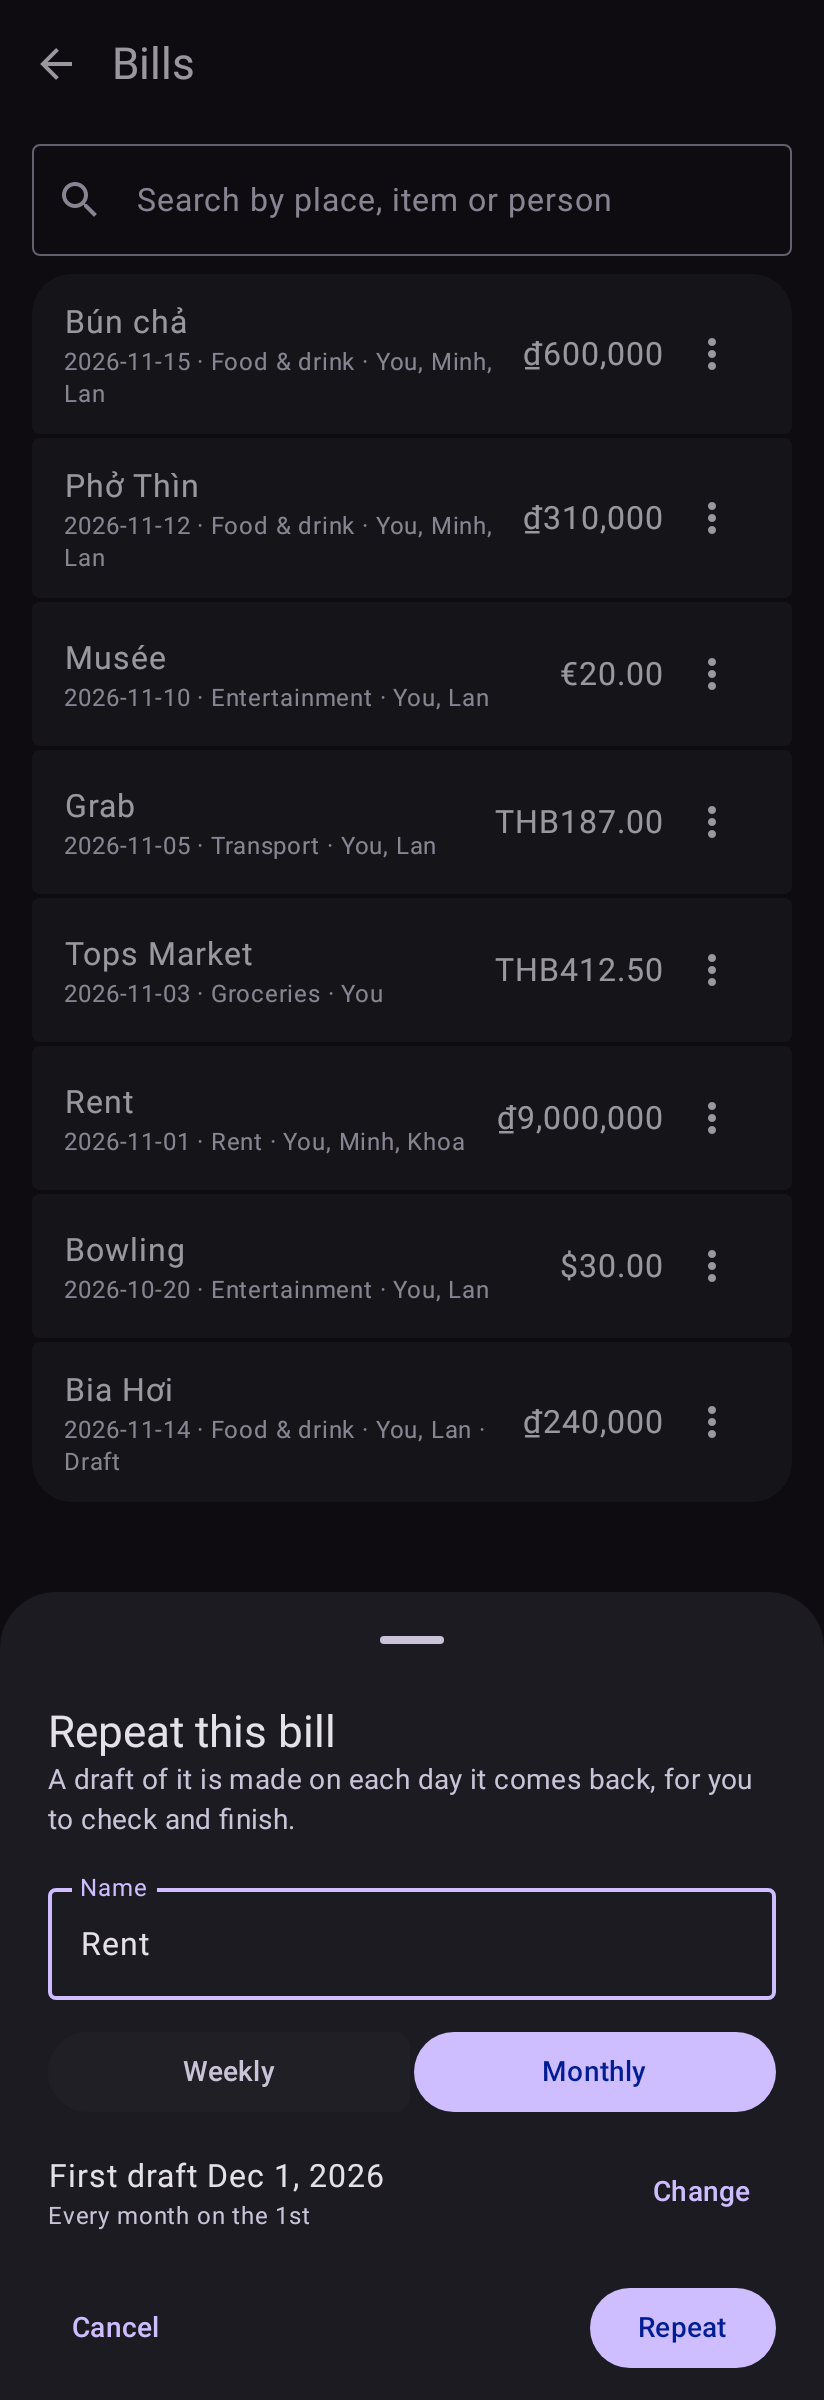 Bills
Search by place, item or person
Bún chả
2026-11-15 · Food & drink · You, Minh,
Lan
₫600,000
Phở Thìn
2026-11-12 · Food & drink · You, Minh,
Lan
₫310,000
Musée
2026-11-10 · Entertainment · You, Lan
€20.00
Grab
2026-11-05 · Transport · You, Lan
THB187.00
Tops Market
2026-11-03 · Groceries · You
THB412.50
Rent
2026-11-01 · Rent · You, Minh, Khoa
₫9,000,000
Bowling
2026-10-20 · Entertainment · You, Lan
$30.00
Bia Hơi
2026-11-14 · Food & drink · You, Lan ·
Draft
₫240,000
Repeat this bill
A draft of it is made on each day it comes back, for you
to check and finish.
Name
Rent
Weekly
Monthly
First draft Dec 1, 2026
Every month on the 1st
Change
Cancel
Repeat